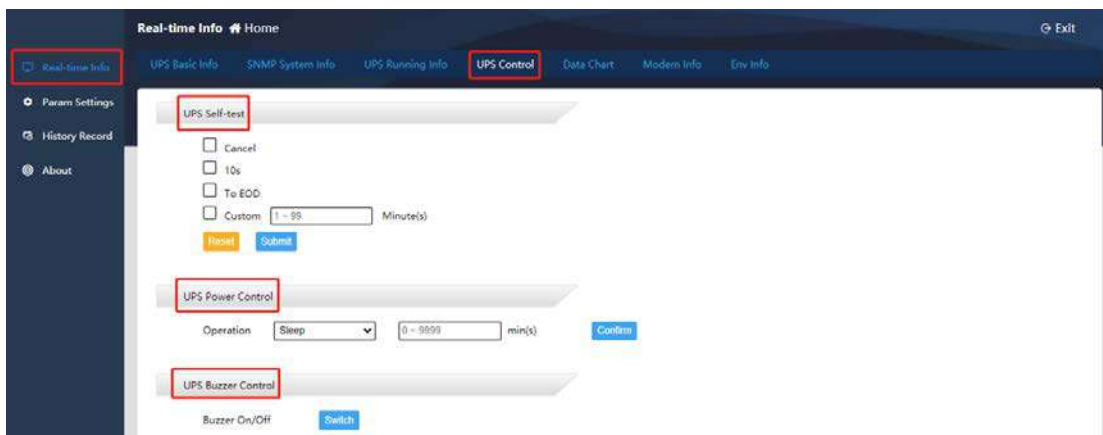 Real-time Info Home
Exit
Real-time Info
Param Settings
History Record
About
UPS Basic Info SNMP System Info UPS Running Info UPS Control Data Chart Modem Info Env Info
UPS Self-test
Cancel
10s
To EOD
Custom 1 ~ 99 Minute(s)
Reset Submit
UPS Power Control
Operation Sleep 0 ~ 9999 min(s) Confirm
UPS Buzzer Control
Buzzer On/Off Switch